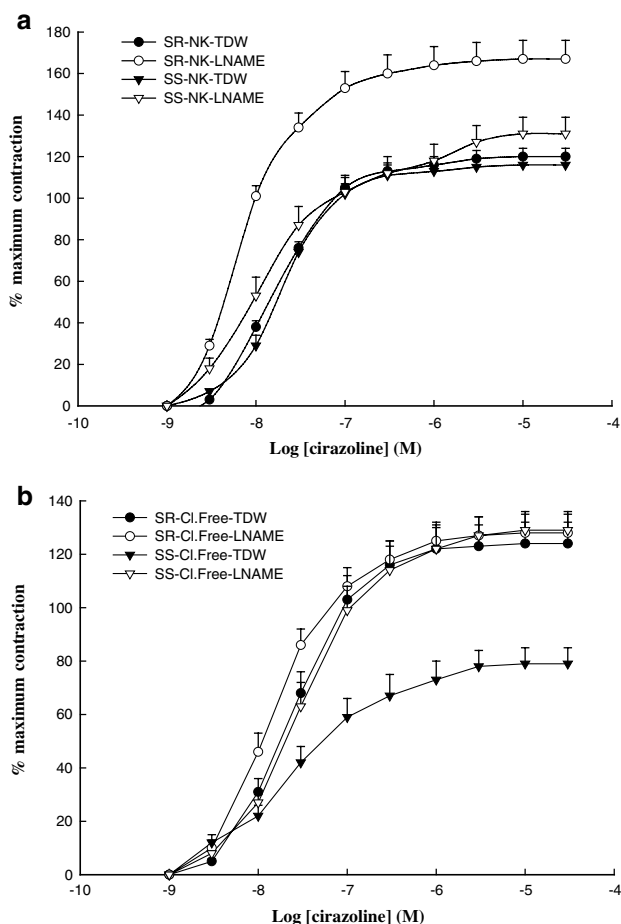 a
180
160
140
120
100
80
60
40
20
0
% maximum contraction
SR-NK-TDW
SR-NK-LNAME
SS-NK-TDW
SS-NK-LNAME
-10 -9 -8 -7 -6 -5 -4
Log [cirazoline] (M)
b
140
120
100
80
60
40
20
0
% maximum contraction
SR-Cl.Free-TDW
SR-Cl.Free-LNAME
SS-Cl.Free-TDW
SS-Cl.Free-LNAME
-10 -9 -8 -7 -6 -5 -4
Log [cirazoline] (M)